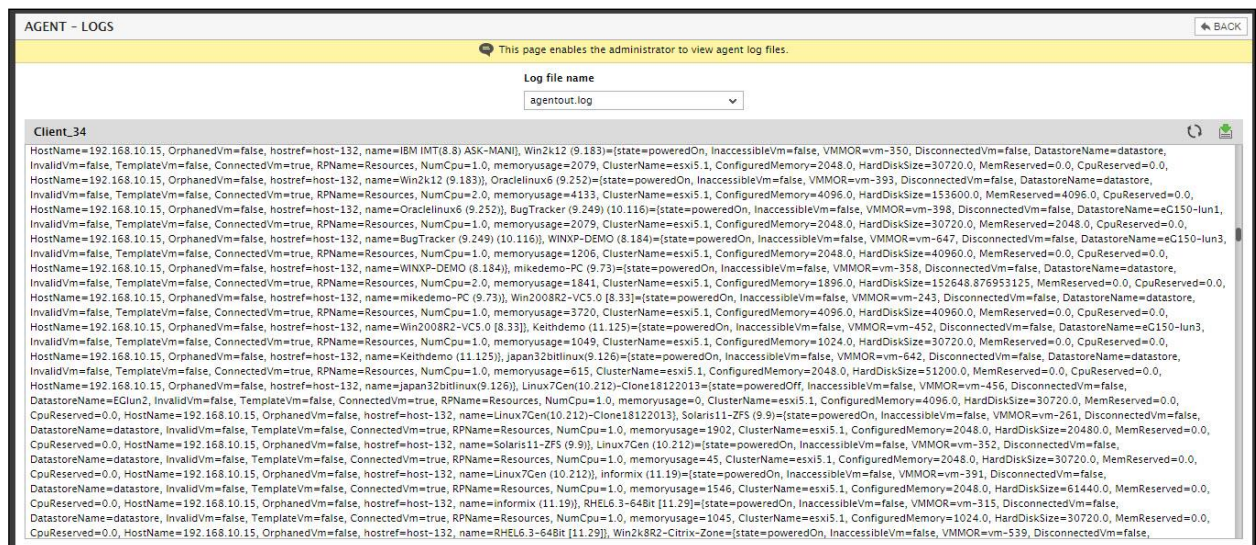 AGENT - LOGS
BACK
This page enables the administrator to view agent log files.
Log file name
agentout.log
Client_34
HostName=192.168.10.15, OrphanedVm=false, hostref=host-132, name=IBM IMT(8.8) ASK-MANI}, Win2k12 (9.183)={state=poweredOn, InaccessibleVm=false, VMMOR=vm-350, DisconnectedVm=false, DatastoreName=datastore,
InvalidVm=false, TemplateVm=false, ConnectedVm=true, RPName=Resources, NumCpu=1.0, memoryusage=2079, ClusterName=esxi5.1, ConfiguredMemory=2048.0, HardDiskSize=30720.0, MemReserved=0.0, CpuReserved=0.0,
HostName=192.168.10.15, OrphanedVm=false, hostref=host-132, name=Win2k12 (9.183)}, Oraclelinux6 (9.252)={state=poweredOn, InaccessibleVm=false, VMMOR=vm-393, DisconnectedVm=false, DatastoreName=datastore,
InvalidVm=false, TemplateVm=false, ConnectedVm=true, RPName=Resources, NumCpu=2.0, memoryusage=4133, ClusterName=esxi5.1, ConfiguredMemory=4096.0, HardDiskSize=153600.0, MemReserved=4096.0, CpuReserved=0.0,
HostName=192.168.10.15, OrphanedVm=false, hostref=host-132, name=Oraclelinux6 (9.252)}, BugTracker (9.249) (10.116)={state=poweredOn, InaccessibleVm=false, VMMOR=vm-398, DisconnectedVm=false, DatastoreName=eG150-lun1,
InvalidVm=false, TemplateVm=false, ConnectedVm=true, RPName=Resources, NumCpu=1.0, memoryusage=2079, ClusterName=esxi5.1, ConfiguredMemory=2048.0, HardDiskSize=30720.0, MemReserved=2048.0, CpuReserved=0.0,
HostName=192.168.10.15, OrphanedVm=false, hostref=host-132, name=BugTracker (9.249) (10.116)}, WINXP-DEMO (8.184)={state=poweredOn, InaccessibleVm=false, VMMOR=vm-647, DisconnectedVm=false, DatastoreName=eG150-lun3,
InvalidVm=false, TemplateVm=false, ConnectedVm=true, RPName=Resources, NumCpu=1.0, memoryusage=1206, ClusterName=esxi5.1, ConfiguredMemory=2048.0, HardDiskSize=40960.0, MemReserved=0.0, CpuReserved=0.0,
HostName=192.168.10.15, OrphanedVm=false, hostref=host-132, name=WINXP-DEMO (8.184)}, mikedemo-PC (9.73)={state=poweredOn, InaccessibleVm=false, VMMOR=vm-358, DisconnectedVm=false, DatastoreName=datastore,
InvalidVm=false, TemplateVm=false, ConnectedVm=true, RPName=Resources, NumCpu=2.0, memoryusage=1841, ClusterName=esxi5.1, ConfiguredMemory=1896.0, HardDiskSize=152648.876953125, MemReserved=0.0, CpuReserved=0.0,
HostName=192.168.10.15, OrphanedVm=false, hostref=host-132, name=mikedemo-PC (9.73)}, Win2008R2-VC5.0 [8.33]={state=poweredOn, InaccessibleVm=false, VMMOR=vm-243, DisconnectedVm=false, DatastoreName=datastore,
InvalidVm=false, TemplateVm=false, ConnectedVm=true, RPName=Resources, NumCpu=1.0, memoryusage=3720, ClusterName=esxi5.1, ConfiguredMemory=4096.0, HardDiskSize=40960.0, MemReserved=0.0, CpuReserved=0.0,
HostName=192.168.10.15, OrphanedVm=false, hostref=host-132, name=Win2008R2-VC5.0 [8.33]}, Keithdemo (11.125)={state=poweredOn, InaccessibleVm=false, VMMOR=vm-452, DisconnectedVm=false, DatastoreName=eG150-lun3,
InvalidVm=false, TemplateVm=false, ConnectedVm=true, RPName=Resources, NumCpu=1.0, memoryusage=1049, ClusterName=esxi5.1, ConfiguredMemory=1024.0, HardDiskSize=30720.0, MemReserved=0.0, CpuReserved=0.0,
HostName=192.168.10.15, OrphanedVm=false, hostref=host-132, name=Keithdemo (11.125)}, japan32bitlinux(9.126)={state=poweredOn, InaccessibleVm=false, VMMOR=vm-642, DisconnectedVm=false, DatastoreName=datastore,
InvalidVm=false, TemplateVm=false, ConnectedVm=true, RPName=Resources, NumCpu=1.0, memoryusage=615, ClusterName=esxi5.1, ConfiguredMemory=2048.0, HardDiskSize=51200.0, MemReserved=0.0, CpuReserved=0.0,
HostName=192.168.10.15, OrphanedVm=false, hostref=host-132, name=japan32bitlinux(9.126)}, Linux7Gen(10.212)-Clone18122013={state=poweredOff, InaccessibleVm=false, VMMOR=vm-456, DisconnectedVm=false,
DatastoreName=EGlun2, InvalidVm=false, TemplateVm=false, ConnectedVm=true, RPName=Resources, NumCpu=1.0, memoryusage=0, ClusterName=esxi5.1, ConfiguredMemory=4096.0, HardDiskSize=30720.0, MemReserved=0.0,
CpuReserved=0.0, HostName=192.168.10.15, OrphanedVm=false, hostref=host-132, name=Linux7Gen(10.212)-Clone18122013}, Solaris11-ZFS (9.9)={state=poweredOn, InaccessibleVm=false, VMMOR=vm-261, DisconnectedVm=false,
DatastoreName=datastore, InvalidVm=false, TemplateVm=false, ConnectedVm=true, RPName=Resources, NumCpu=1.0, memoryusage=1902, ClusterName=esxi5.1, ConfiguredMemory=2048.0, HardDiskSize=20480.0, MemReserved=0.0,
CpuReserved=0.0, HostName=192.168.10.15, OrphanedVm=false, hostref=host-132, name=Solaris11-ZFS (9.9)}, Linux7Gen (10.212)={state=poweredOn, InaccessibleVm=false, VMMOR=vm-352, DisconnectedVm=false,
DatastoreName=datastore, InvalidVm=false, TemplateVm=false, ConnectedVm=true, RPName=Resources, NumCpu=1.0, memoryusage=45, ClusterName=esxi5.1, ConfiguredMemory=2048.0, HardDiskSize=30720.0, MemReserved=0.0,
CpuReserved=0.0, HostName=192.168.10.15, OrphanedVm=false, hostref=host-132, name=Linux7Gen (10.212)}, informix (11.19)={state=poweredOn, InaccessibleVm=false, VMMOR=vm-391, DisconnectedVm=false,
DatastoreName=datastore, InvalidVm=false, TemplateVm=false, ConnectedVm=true, RPName=Resources, NumCpu=1.0, memoryusage=1546, ClusterName=esxi5.1, ConfiguredMemory=2048.0, HardDiskSize=61440.0, MemReserved=0.0,
CpuReserved=0.0, HostName=192.168.10.15, OrphanedVm=false, hostref=host-132, name=informix (11.19)}, RHEL6.3-64Bit [11.29]={state=poweredOn, InaccessibleVm=false, VMMOR=vm-315, DisconnectedVm=false,
DatastoreName=datastore, InvalidVm=false, TemplateVm=false, ConnectedVm=true, RPName=Resources, NumCpu=1.0, memoryusage=1045, ClusterName=esxi5.1, ConfiguredMemory=1024.0, HardDiskSize=30720.0, MemReserved=0.0,
CpuReserved=0.0, HostName=192.168.10.15, OrphanedVm=false, hostref=host-132, name=RHEL6.3-64Bit [11.29]}, Win2k8R2-Citrix-Zone={state=poweredOn, InaccessibleVm=false, VMMOR=vm-539, DisconnectedVm=false,